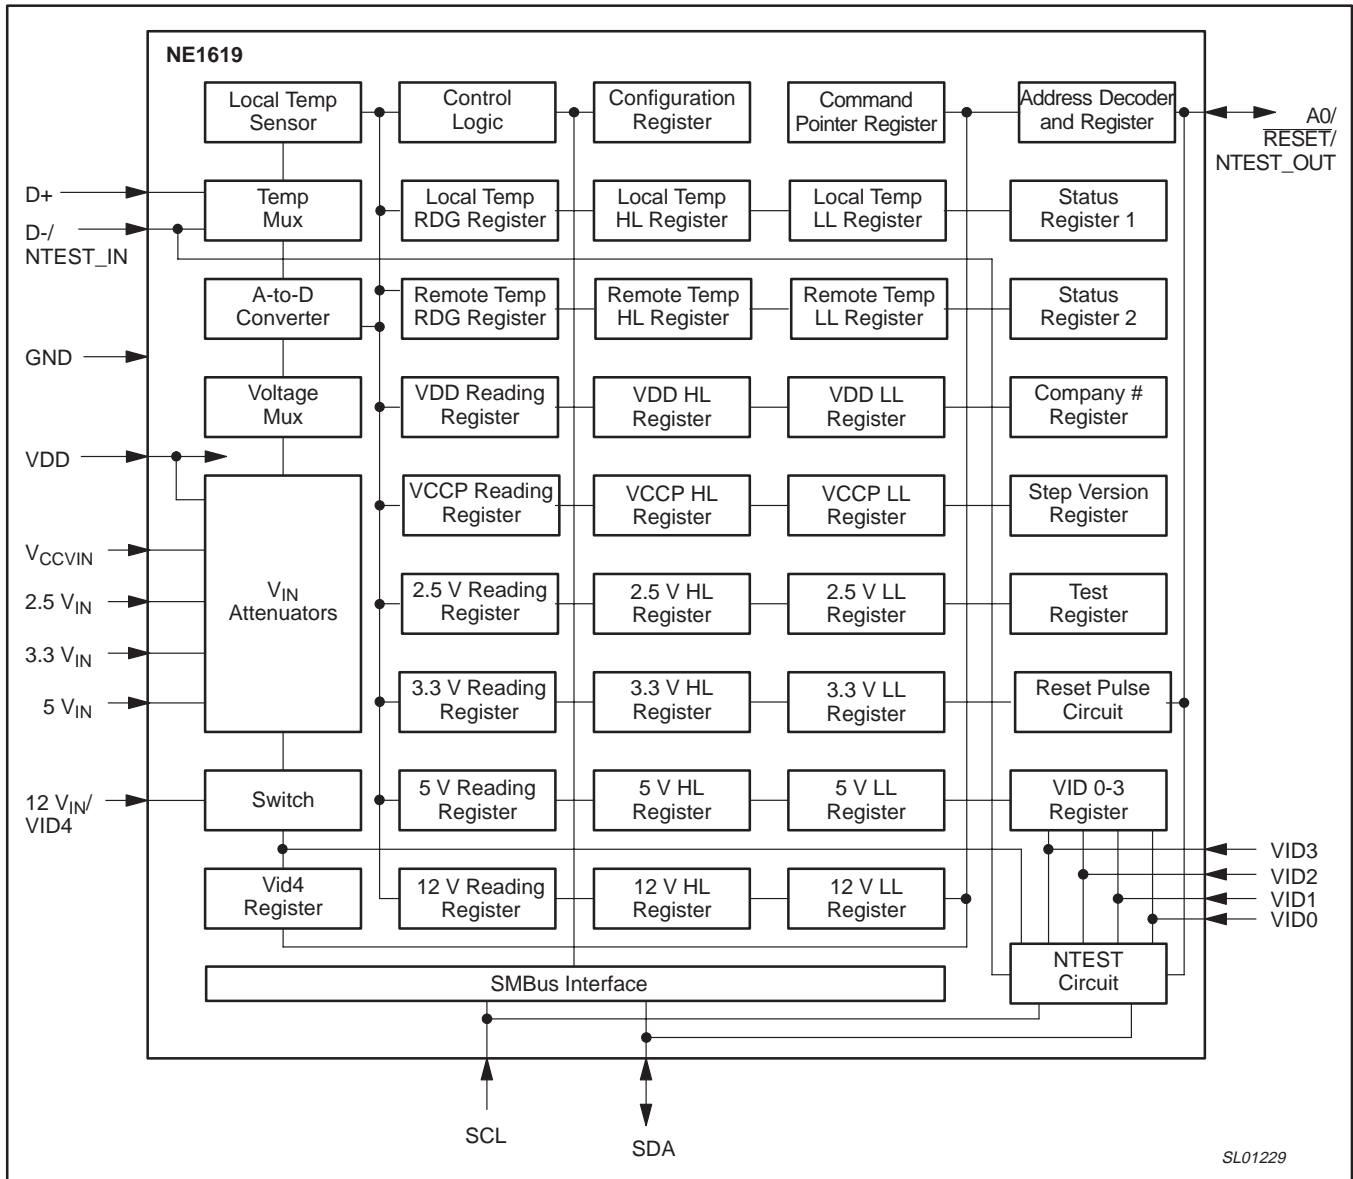 NE1619
Local Temp
Sensor
Control
Logic
Configuration
Register
Command
Pointer Register
Address Decoder
and Register
A0/
RESET/
NTEST_OUT
D+
D-/
NTEST_IN
Temp
Mux
Local Temp
RDG Register
Local Temp
HL Register
Local Temp
LL Register
Status
Register 1
A-to-D
Converter
Remote Temp
RDG Register
Remote Temp
HL Register
Remote Temp
LL Register
Status
Register 2
GND
Voltage
Mux
VDD Reading
Register
VDD HL
Register
VDD LL
Register
Company #
Register
VDD
VCCP Reading
Register
VCCP HL
Register
VCCP LL
Register
Step Version
Register
VCCVIN
2.5 VIN
3.3 VIN
5 VIN
VIN
Attenuators
2.5 V Reading
Register
2.5 V HL
Register
2.5 V LL
Register
Test
Register
3.3 V Reading
Register
3.3 V HL
Register
3.3 V LL
Register
Reset Pulse
Circuit
12 VIN/
VID4
Switch
5 V Reading
Register
5 V HL
Register
5 V LL
Register
VID 0-3
Register
VID3
VID2
VID1
VID0
Vid4
Register
12 V Reading
Register
12 V HL
Register
12 V LL
Register
NTEST
Circuit
SMBus Interface
SCL
SDA
SL01229